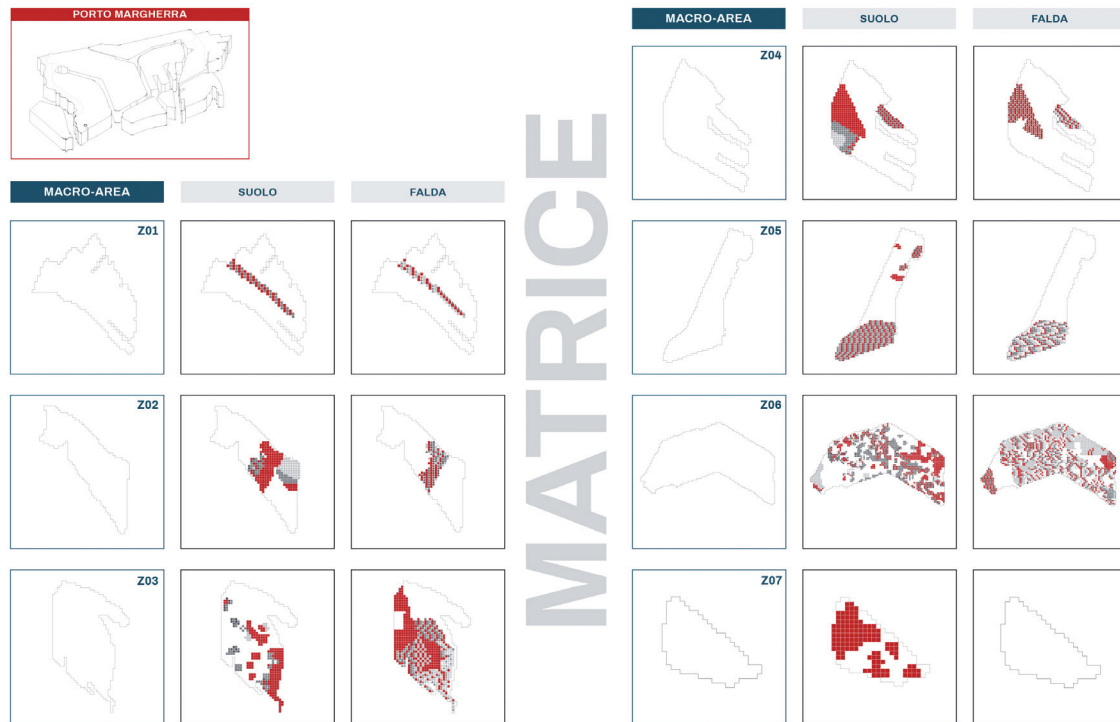 PORTO MARGHERRA
MACRO-AREA
SUOLO
FALDA
Z01
Z02
Z03
MATRICE
MACRO-AREA
SUOLO
FALDA
Z04
Z05
Z06
Z07